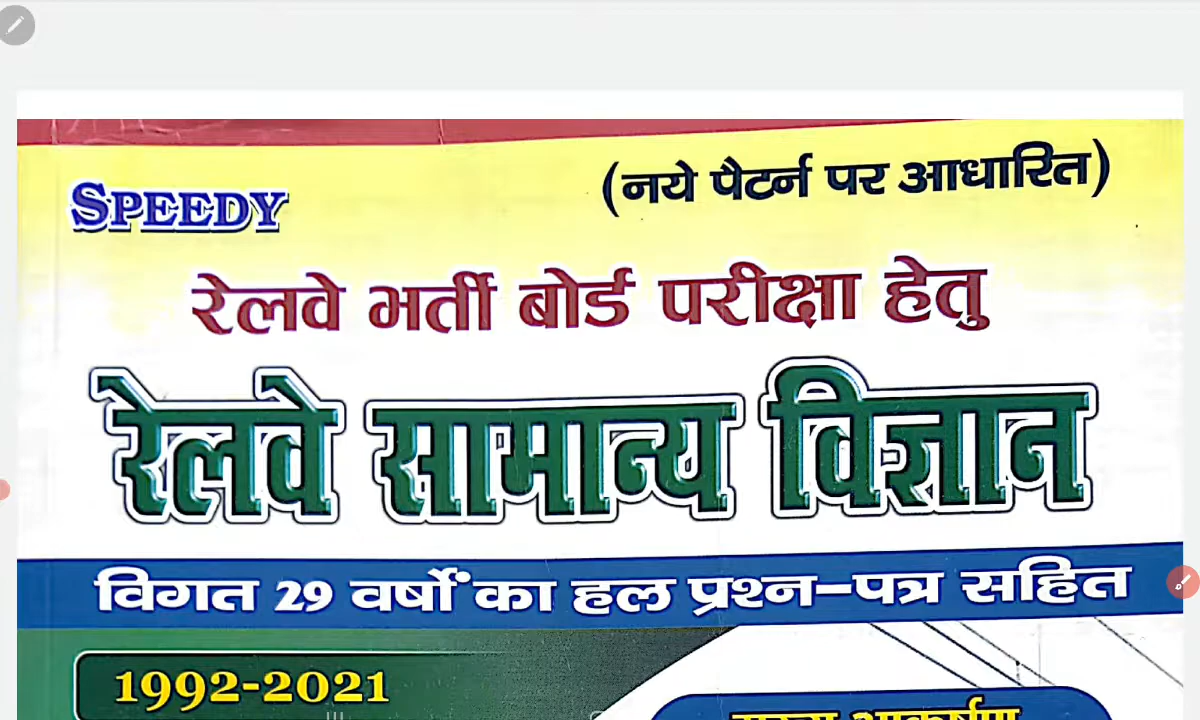 (नये पैटर्न पर आधारित)
SPEEDY
रेलवे भर्ती बोर्ड परीक्षा हेतु
रेलवे सामान्य विज्ञान
विगत 29 वर्षों का हल प्रश्न-पत्र सहित
1992-2021